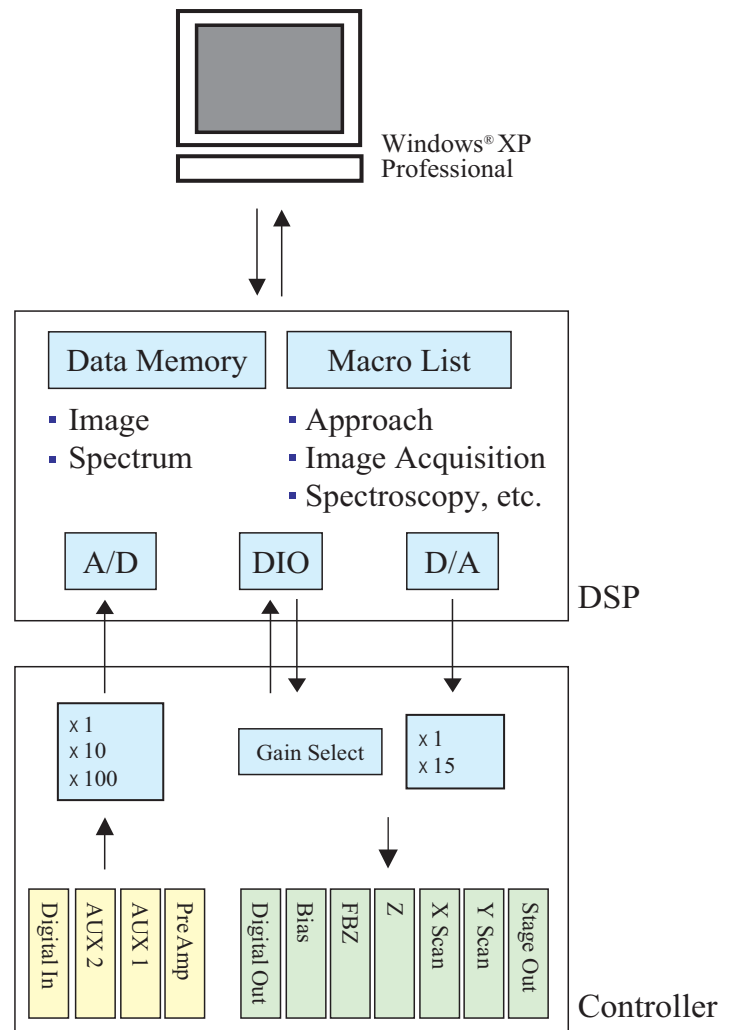 Windows® XP
Professional
Data Memory
Macro List
▪ Image
▪ Spectrum
▪ Approach
▪ Image Acquisition
▪ Spectroscopy, etc.
A/D
DIO
D/A
DSP
x 1
x 10
x 100
Gain Select
x 1
x 15
Digital In
AUX 2
AUX 1
Pre Amp
Digital Out
Bias
FBZ
Z
X Scan
Y Scan
Stage Out
Controller